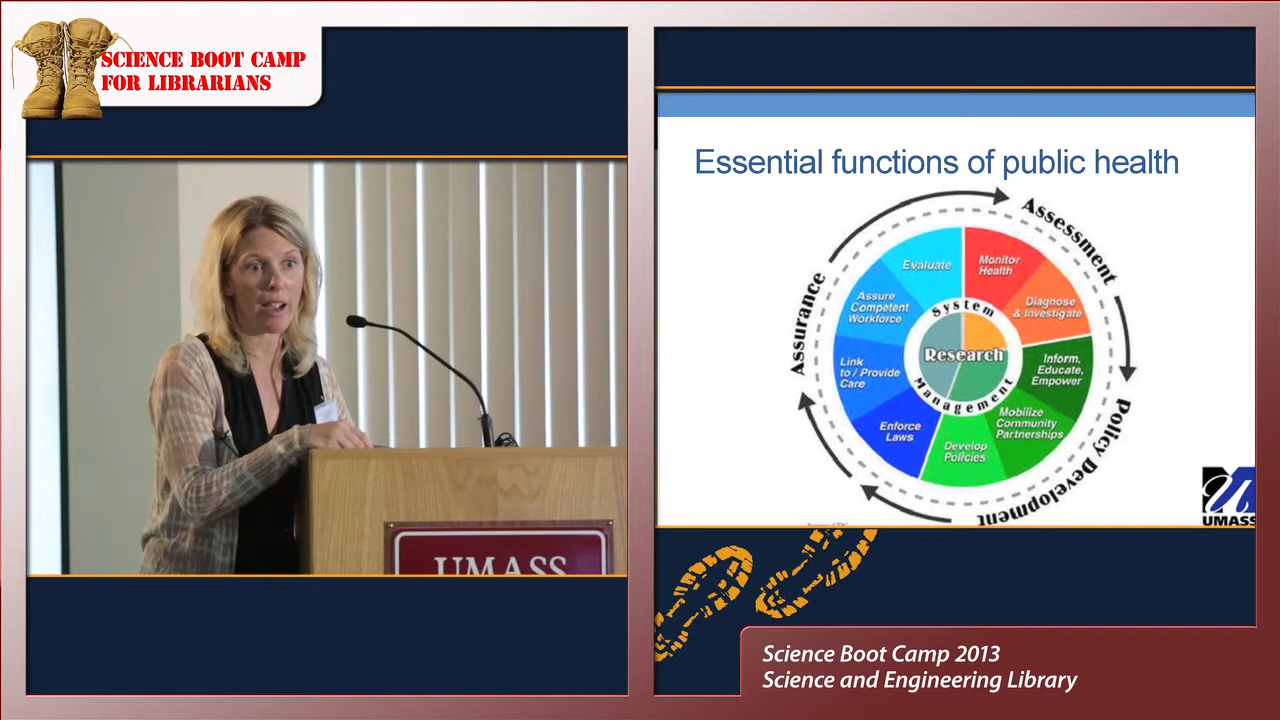 SCIENCE BOOT CAMP
FOR LIBRARIANS
UMASS
Essential functions of public health
Assessment
Policy Development
Assurance
Evaluate
Monitor
Health
Assure
Competent
Workforce
Diagnose
& Investigate
Link
to / Provide
Care
Inform,
Educate,
Empower
Enforce
Laws
Mobilize
Community
Partnerships
Develop
Policies
System
Research
Management
UMASS
Science Boot Camp 2013
Science and Engineering Library